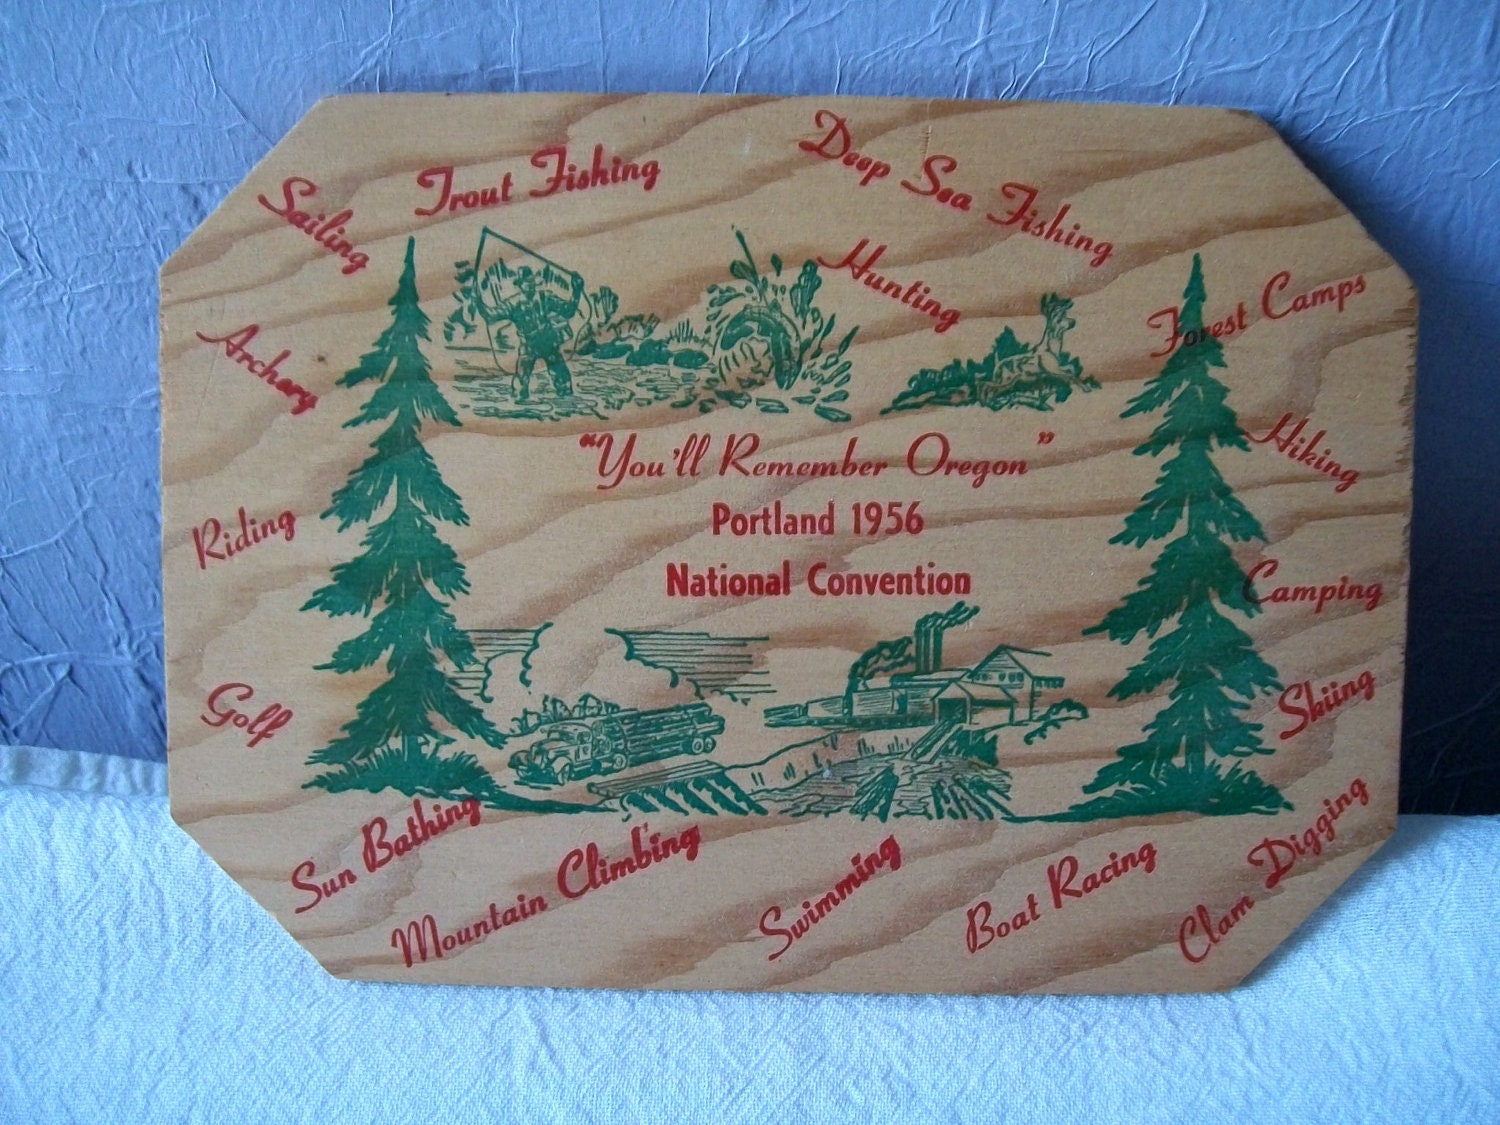 Sailing
Trout Fishing
Deep Sea Fishing
Hunting
Forest Camps
Archery
Hiking
"You'll Remember Oregon"
Portland 1956
National Convention
Riding
Camping
Golf
Skiing
Sun Bathing
Mountain Climbing
Swimming
Boat Racing
Clam Digging